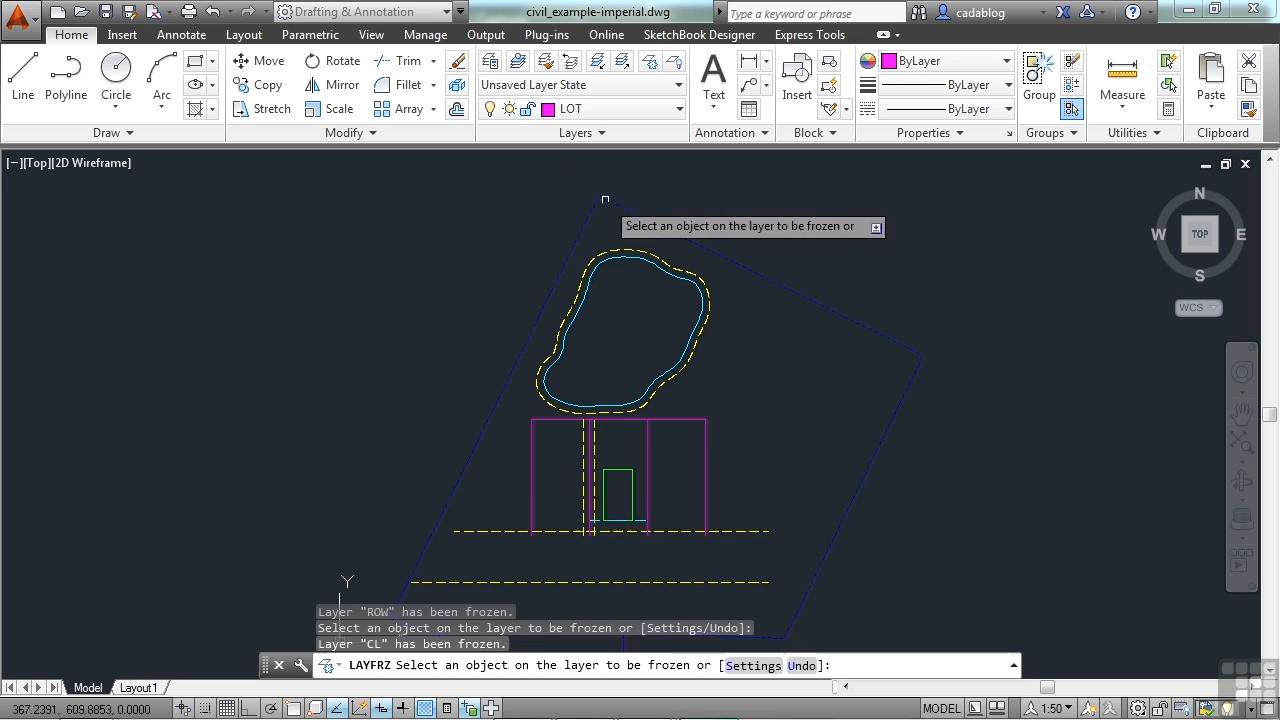 Drafting & Annotation
civil_example-imperial.dwg
Type a keyword or phrase
cadablog
Home Insert Annotate Layout Parametric View Manage Output Plug-ins Online SketchBook Designer Express Tools
Line Polyline Circle Arc
Move Rotate Trim
Copy Mirror Fillet
Stretch Scale Array
Unsaved Layer State
LOT
Text
Insert
ByLayer
ByLayer
ByLayer
Group
Measure
Paste
Draw Modify Layers Annotation Block Properties Groups Utilities Clipboard
[−][Top][2D Wireframe]
N
W TOP E
S
WCS
Select an object on the layer to be frozen or
Y
Layer "ROW" has been frozen.
Select an object on the layer to be frozen or [Settings/Undo]:
Layer "CL" has been frozen.
LAYFRZ Select an object on the layer to be frozen or [Settings Undo]:
Model Layout1
367.2391, 609.8853, 0.0000
MODEL
1:50